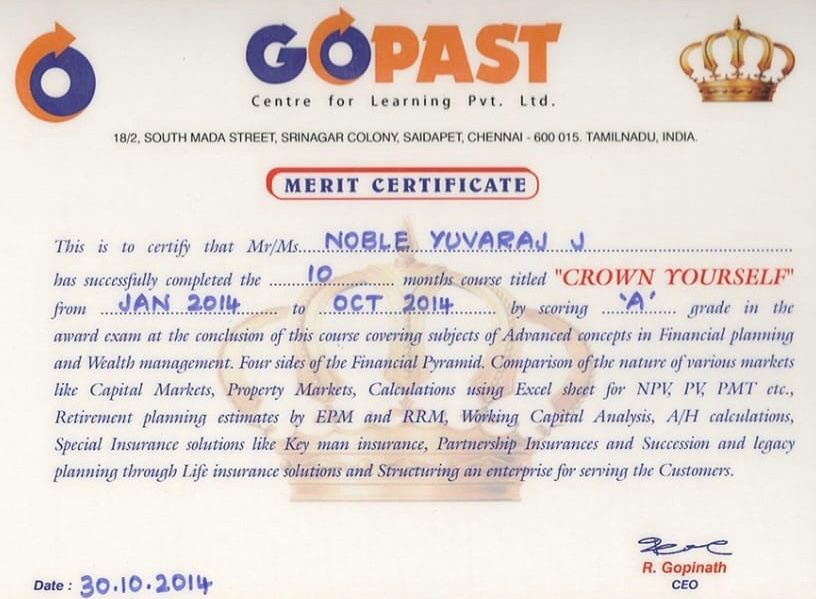 GOPAST
Centre for Learning Pvt. Ltd.
18/2, SOUTH MADA STREET, SRINAGAR COLONY, SAIDAPET, CHENNAI - 600 015. TAMILNADU, INDIA.
MERIT CERTIFICATE
This is to certify that Mr/Ms.... NOBLE YUVARAJ J ....
has successfully completed the .... 10 .... months course titled "CROWN YOURSELF"
from .... JAN 2014 .... to .... OCT 2014 .... by scoring .... 'A' .... grade in the
award exam at the conclusion of this course covering subjects of Advanced concepts in Financial planning
and Wealth management. Four sides of the Financial Pyramid. Comparison of the nature of various markets
like Capital Markets, Property Markets, Calculations using Excel sheet for NPV, PV, PMT etc.,
Retirement planning estimates by EPM and RRM, Working Capital Analysis, A/H calculations,
Special Insurance solutions like Key man insurance, Partnership Insurances and Succession and legacy
planning through Life insurance solutions and Structuring an enterprise for serving the Customers.
R. Gopinath
CEO
Date : 30.10.2014